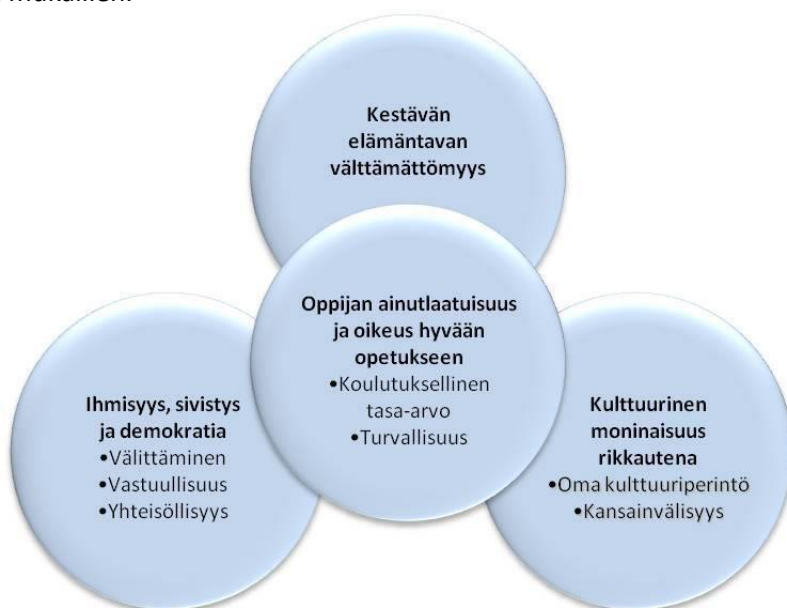 Kestävän
elämäntavan
välttämättömyys
Oppijan ainutlaatuisuus
ja oikeus hyvään
opetukseen
•Koulutuksellinen
tasa-arvo
•Turvallisuus
Ihmisyys, sivistys
ja demokratia
•Välittäminen
•Vastuullisuus
•Yhteisöllisyys
Kulttuurinen
moninaisuus
rikkautena
•Oma kulttuuriperintö
•Kansainvälisyys